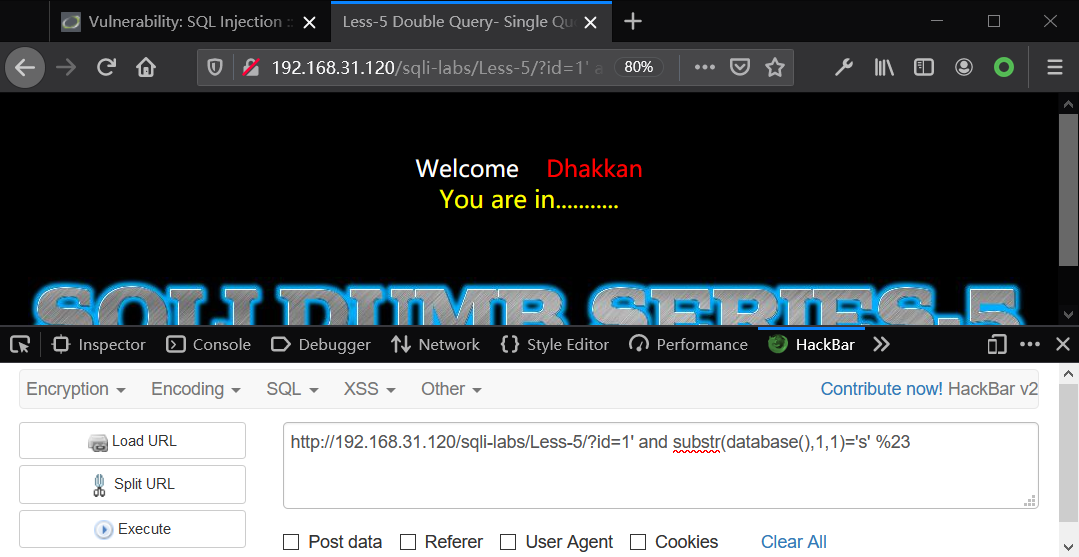 Vulnerability: SQL Injection :
Less-5 Double Query- Single Qu
192.168.31.120/sqli-labs/Less-5/?id=1' a
80%
Welcome Dhakkan
You are in...........
SQLI DUMB SERIES-5
Inspector Console Debugger Network Style Editor Performance HackBar
Encryption Encoding SQL XSS Other Contribute now! HackBar v2
Load URL
http://192.168.31.120/sqli-labs/Less-5/?id=1' and substr(database(),1,1)='s' %23
Split URL
Execute
Post data Referer User Agent Cookies Clear All